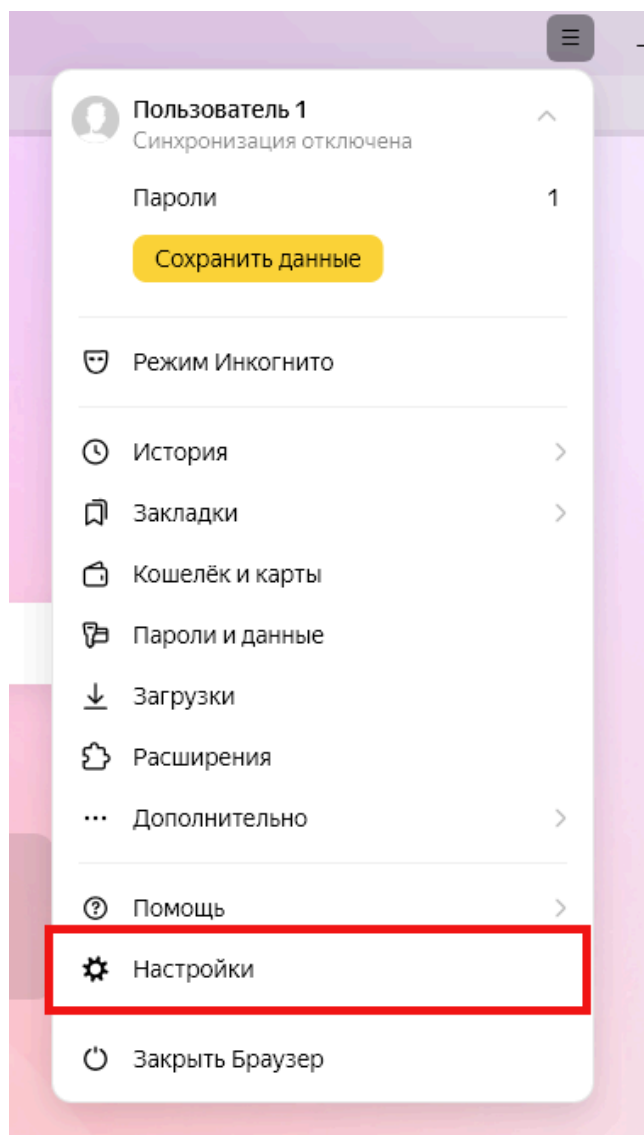 Пользователь 1
Синхронизация отключена
Пароли 1
Сохранить данные
Режим Инкогнито
История
Закладки
Кошелёк и карты
Пароли и данные
Загрузки
Расширения
Дополнительно
Помощь
Настройки
Закрыть Браузер